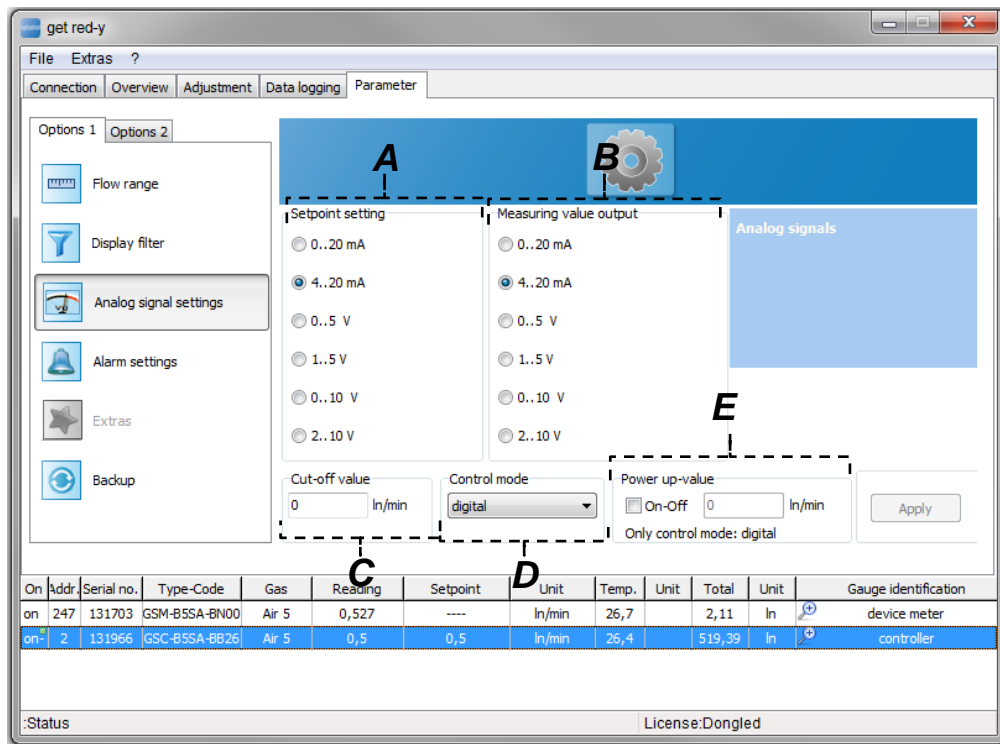 get red-y
File Extras ?
Connection Overview Adjustment Data logging Parameter
Options 1 Options 2
Flow range
Display filter
Analog signal settings
Alarm settings
Extras
Backup
A
B
Setpoint setting
0..20 mA
4..20 mA
0..5 V
1..5 V
0..10 V
2..10 V
Measuring value output
0..20 mA
4..20 mA
0..5 V
1..5 V
0..10 V
2..10 V
Analog signals
E
Cut-off value
0 ln/min
Control mode
digital
Power up-value
On-Off 0 ln/min
Only control mode: digital
Apply
C
D
On Addr. Serial no. Type-Code Gas Reading Setpoint Unit Temp. Unit Total Unit Gauge identification
on 247 131703 GSM-B5SA-BN00 Air 5 0,527 ---- ln/min 26,7 2,11 ln device meter
on- 2 131966 GSC-B5SA-BB26 Air 5 0,5 0,5 ln/min 26,4 519,39 ln controller
:Status License:Dongled